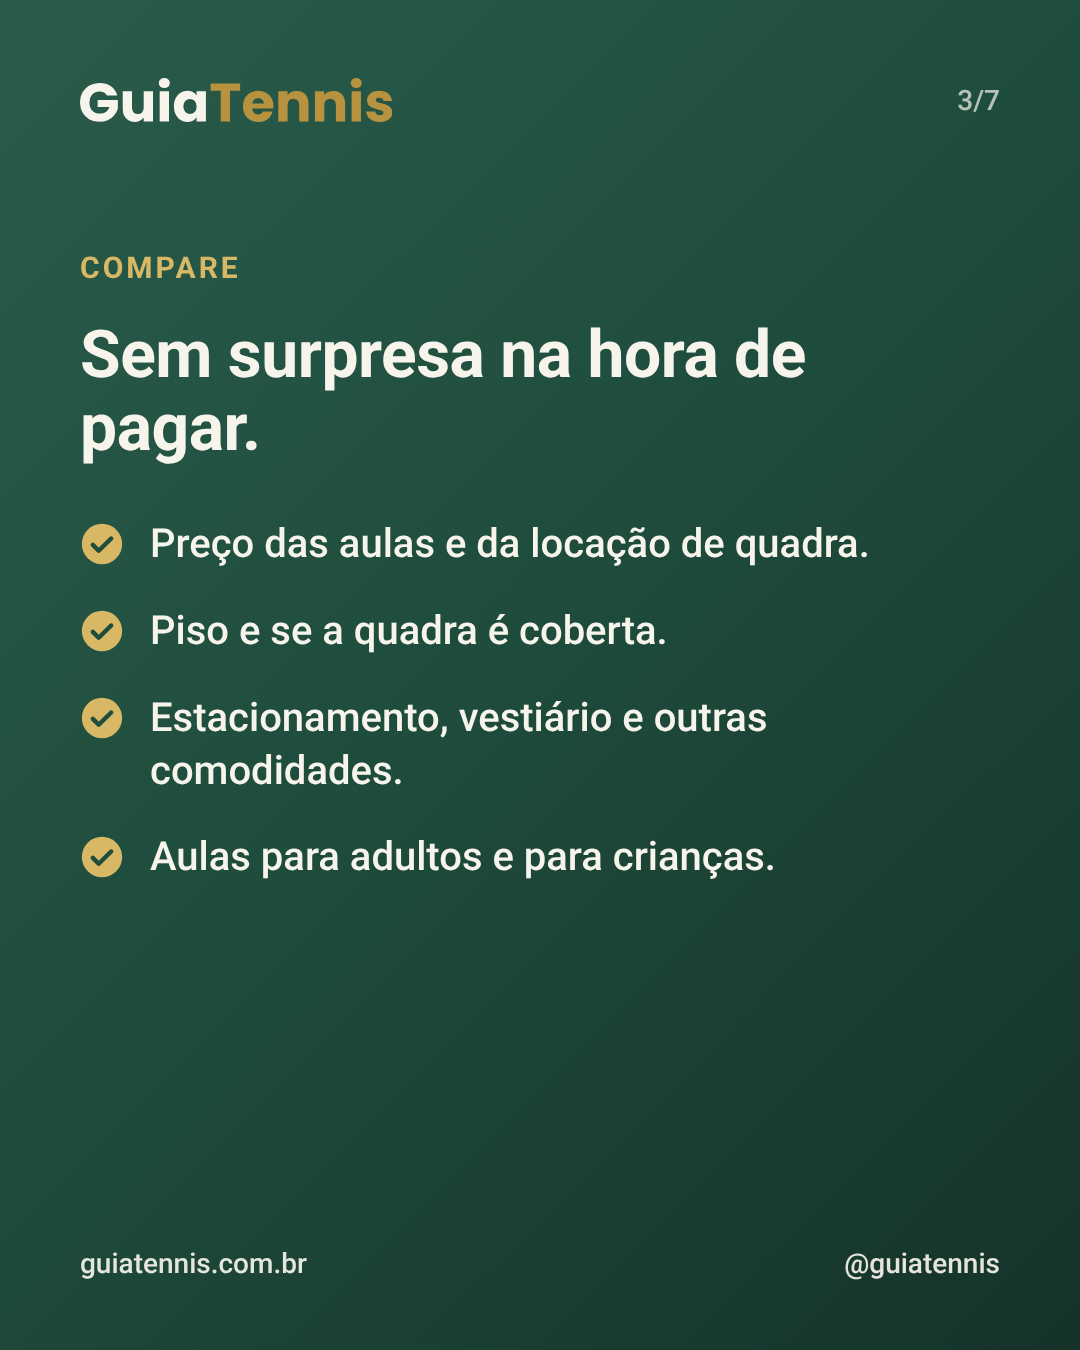 GuiaTennis
3/7
COMPARE
Sem surpresa na hora de
pagar.
Preço das aulas e da locação de quadra.
Piso e se a quadra é coberta.
Estacionamento, vestiário e outras
comodidades.
Aulas para adultos e para crianças.
guiatennis.com.br
@guiatennis